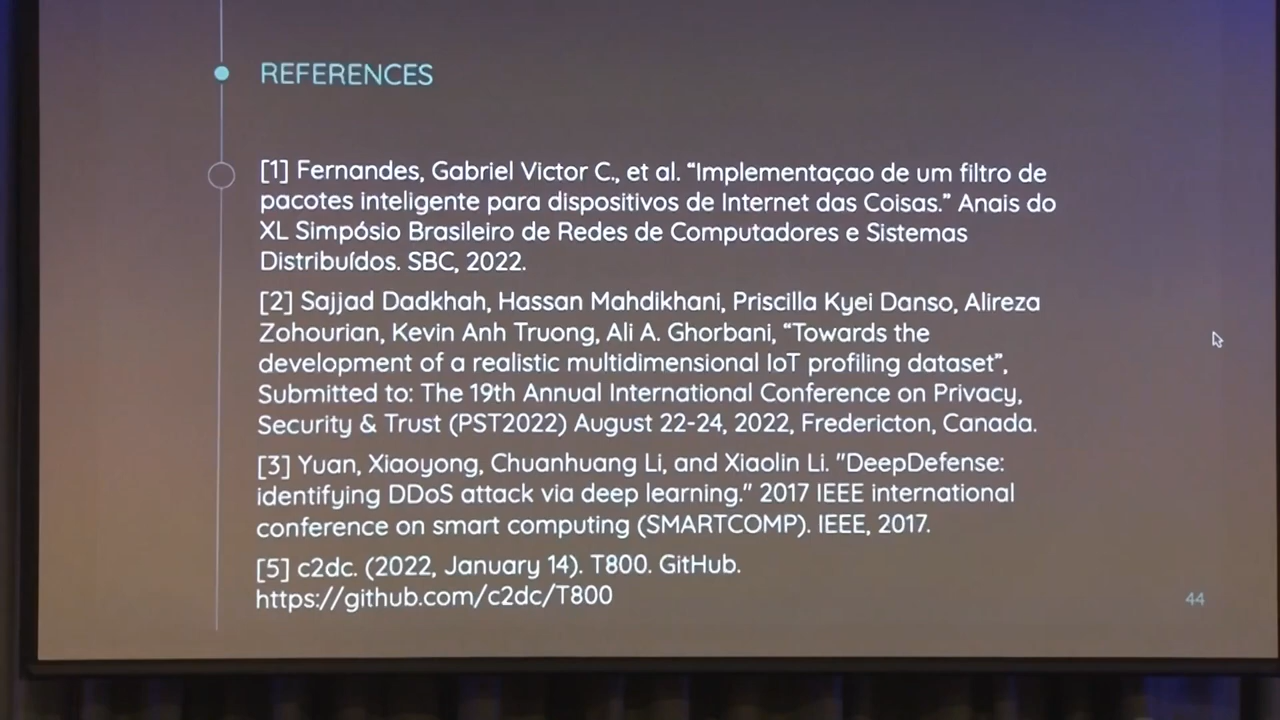 REFERENCES
[1] Fernandes, Gabriel Victor C., et al. “Implementaçao de um filtro de
pacotes inteligente para dispositivos de Internet das Coisas.” Anais do
XL Simpósio Brasileiro de Redes de Computadores e Sistemas
Distribuídos. SBC, 2022.
[2] Sajjad Dadkhah, Hassan Mahdikhani, Priscilla Kyei Danso, Alireza
Zohourian, Kevin Anh Truong, Ali A. Ghorbani, “Towards the
development of a realistic multidimensional IoT profiling dataset”,
Submitted to: The 19th Annual International Conference on Privacy,
Security & Trust (PST2022) August 22-24, 2022, Fredericton, Canada.
[3] Yuan, Xiaoyong, Chuanhuang Li, and Xiaolin Li. "DeepDefense:
identifying DDoS attack via deep learning." 2017 IEEE international
conference on smart computing (SMARTCOMP). IEEE, 2017.
[5] c2dc. (2022, January 14). T800. GitHub.
https://github.com/c2dc/T800
44